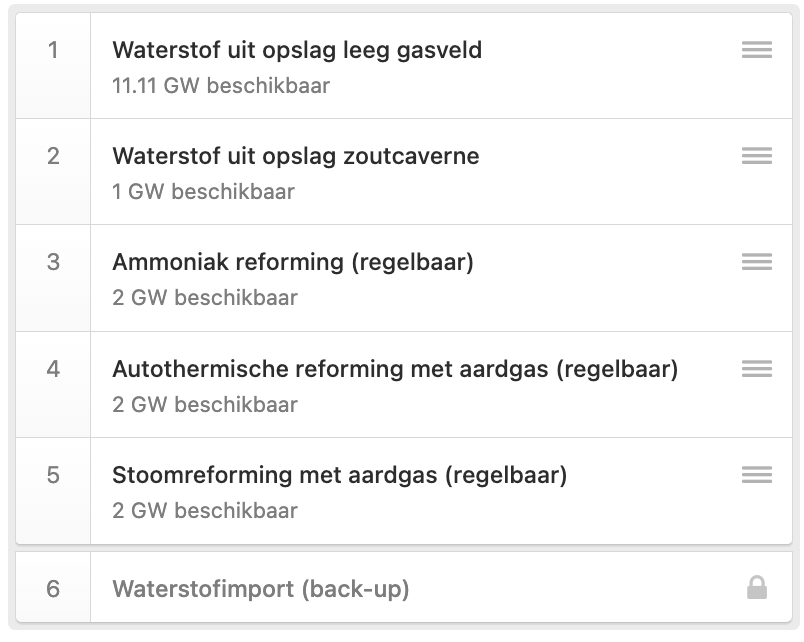 1
Waterstof uit opslag leeg gasveld
11.11 GW beschikbaar
2
Waterstof uit opslag zoutcaverne
1 GW beschikbaar
3
Ammoniak reforming (regelbaar)
2 GW beschikbaar
4
Autothermische reforming met aardgas (regelbaar)
2 GW beschikbaar
5
Stoomreforming met aardgas (regelbaar)
2 GW beschikbaar
6
Waterstofimport (back-up)